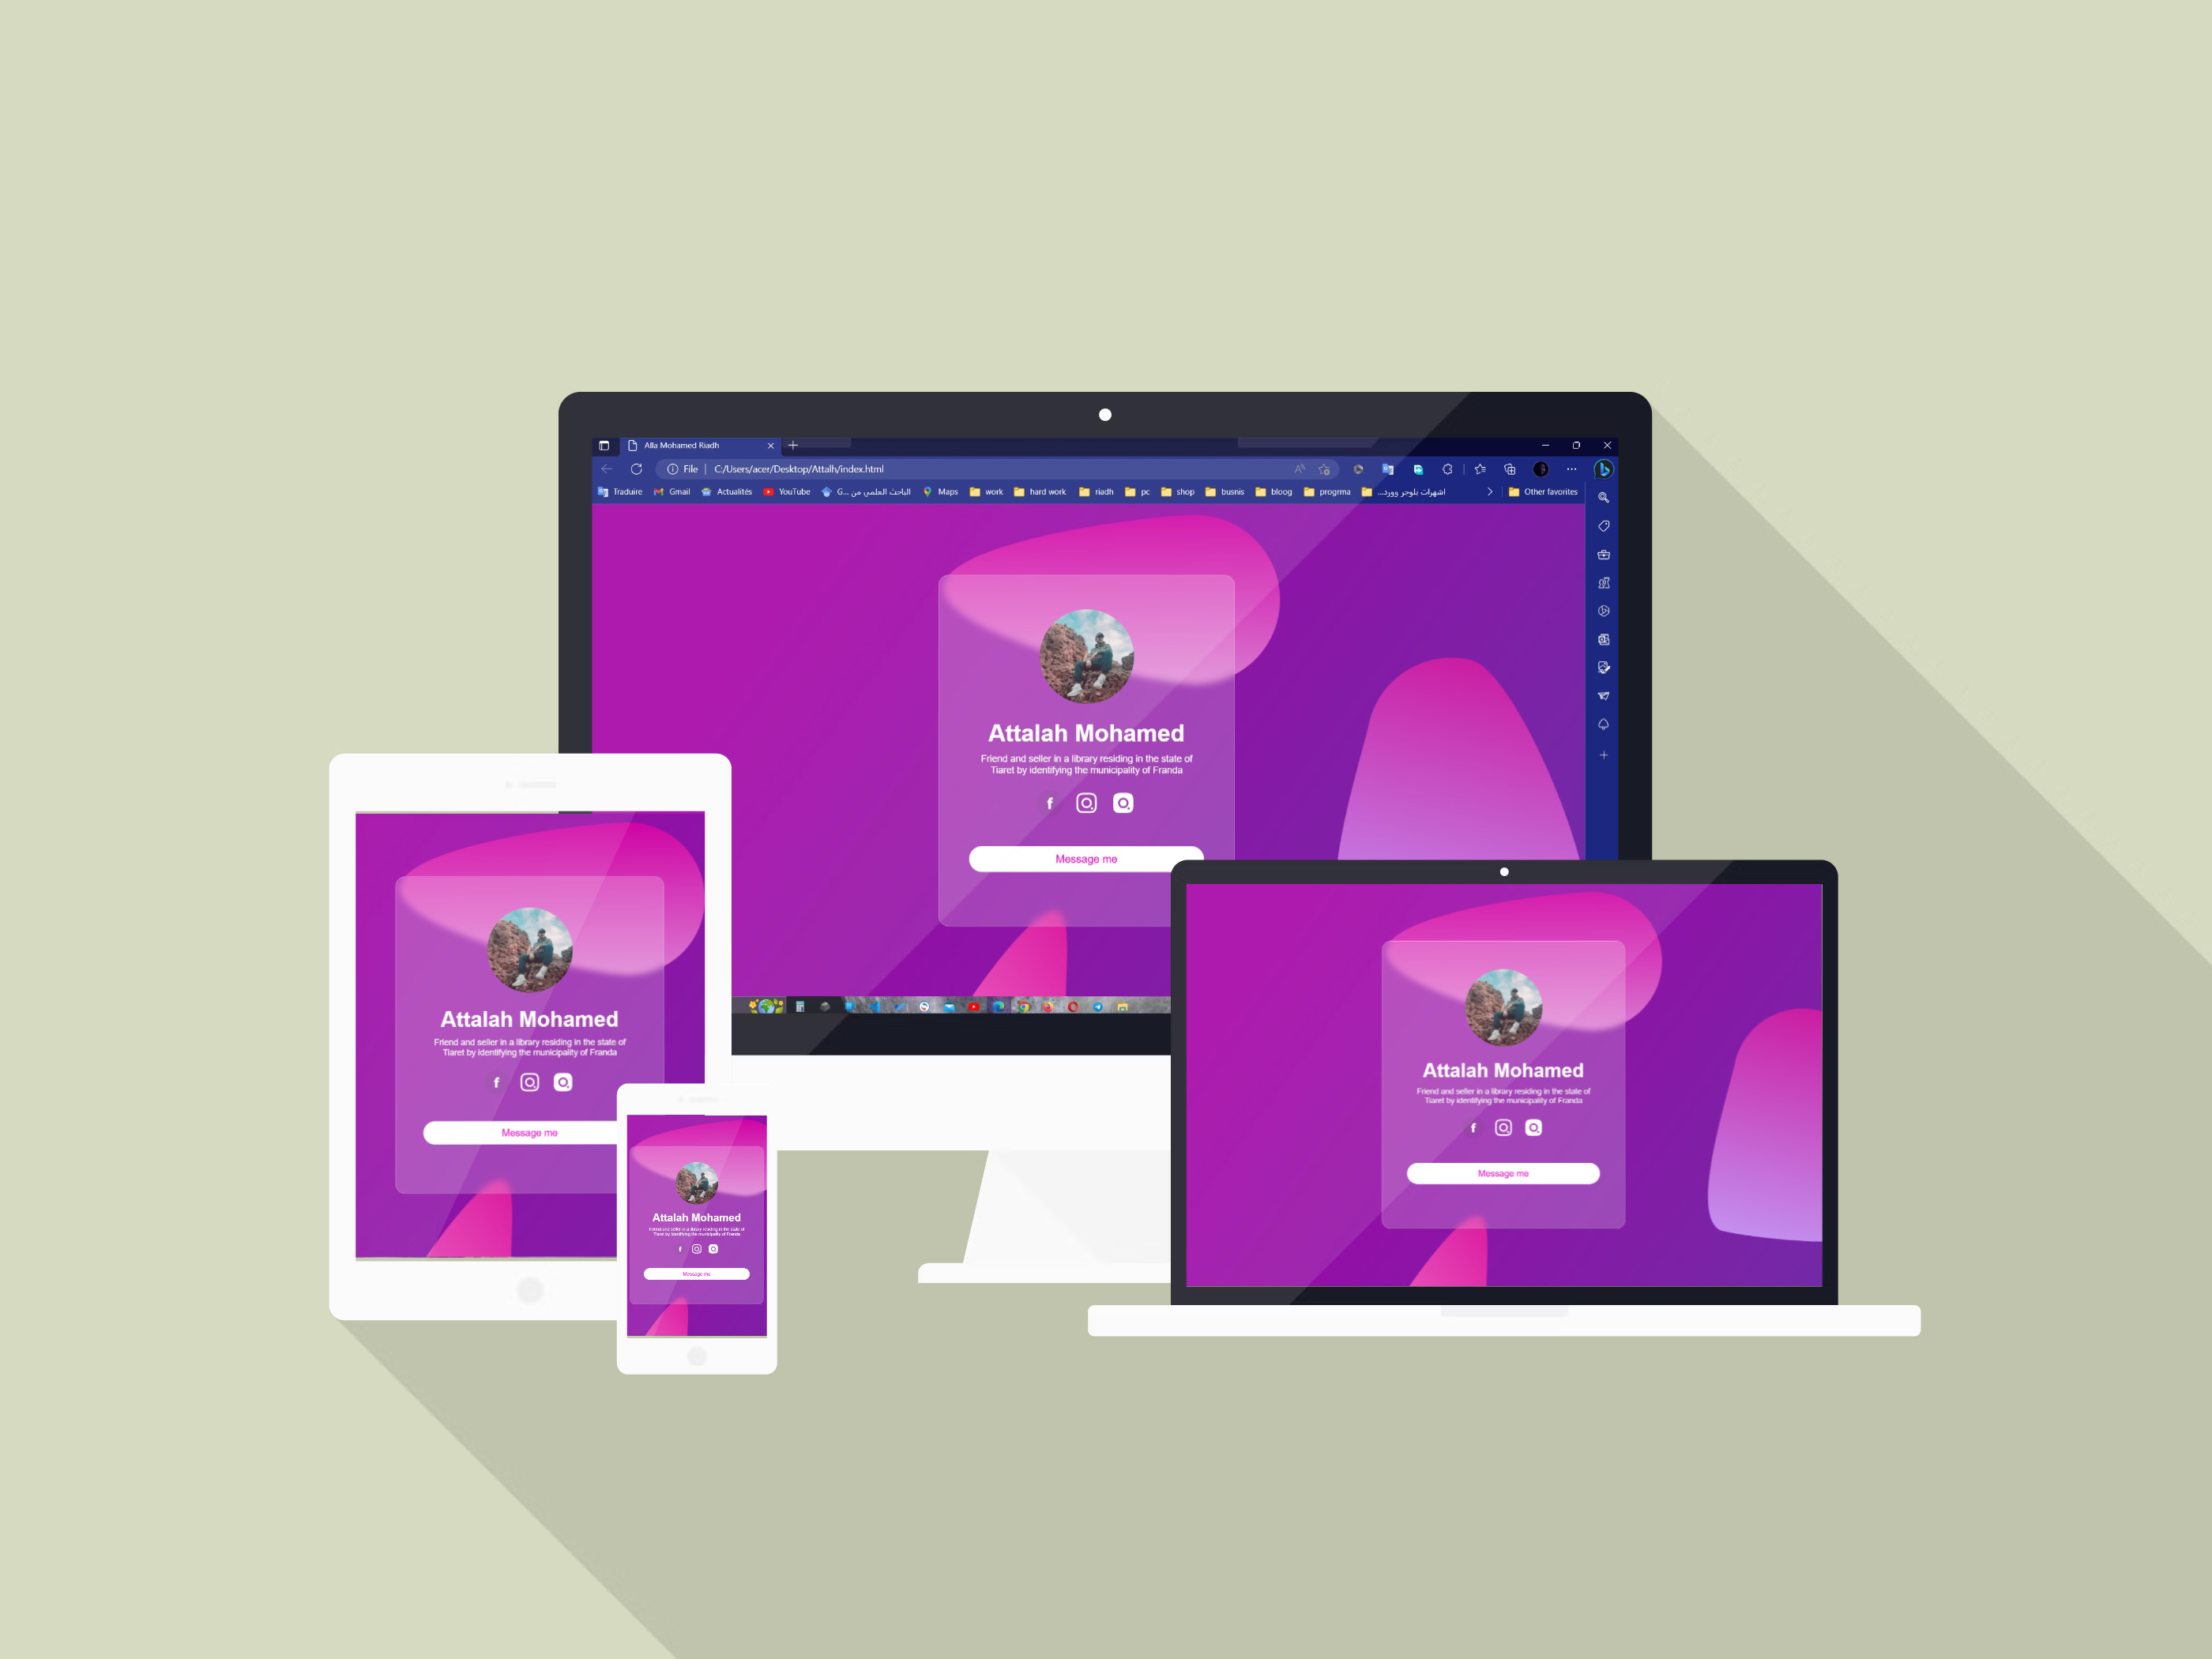 Alla Mohamed Riadh
File C:/Users/acer/Desktop/Attalh/index.html
Traduire Gmail Actualités YouTube G... الباحث العلمي من Maps work hard work riadh pc shop busnis bloog progrma اشهرات بلوجر وورد... Other favorites
Attalah Mohamed
Friend and seller in a library residing in the state of
Tiaret by identifying the municipality of Franda
Message me
Attalah Mohamed
Friend and seller in a library residing in the state of
Tiaret by identifying the municipality of Franda
Message me
Attalah Mohamed
Friend and seller in a library residing in the state of
Tiaret by identifying the municipality of Franda
Message me
Attalah Mohamed
Friend and seller in a library residing in the state of
Tiaret by identifying the municipality of Franda
Message me